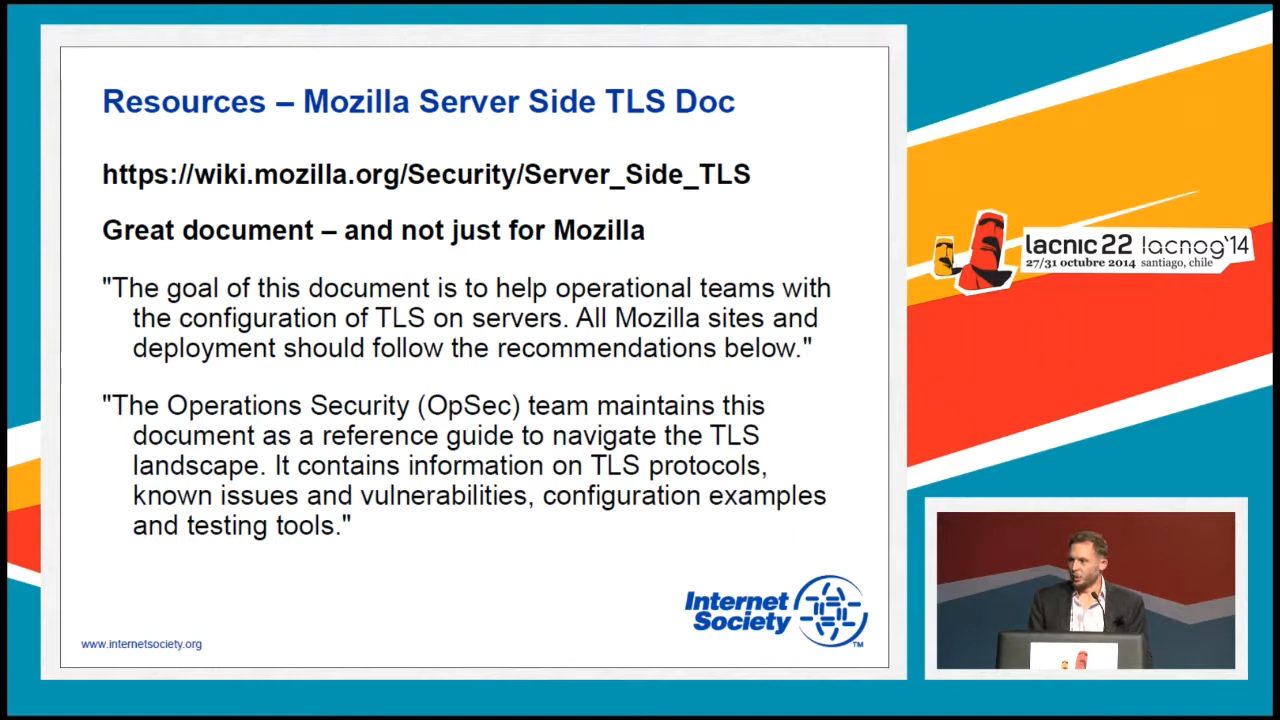 Resources – Mozilla Server Side TLS Doc
https://wiki.mozilla.org/Security/Server_Side_TLS
Great document – and not just for Mozilla
"The goal of this document is to help operational teams with
the configuration of TLS on servers. All Mozilla sites and
deployment should follow the recommendations below."
"The Operations Security (OpSec) team maintains this
document as a reference guide to navigate the TLS
landscape. It contains information on TLS protocols,
known issues and vulnerabilities, configuration examples
and testing tools."
Internet
Society
TM
www.internetsociety.org
lacnic 22 lacnog'14
27/31 octubre 2014 santiago, chile